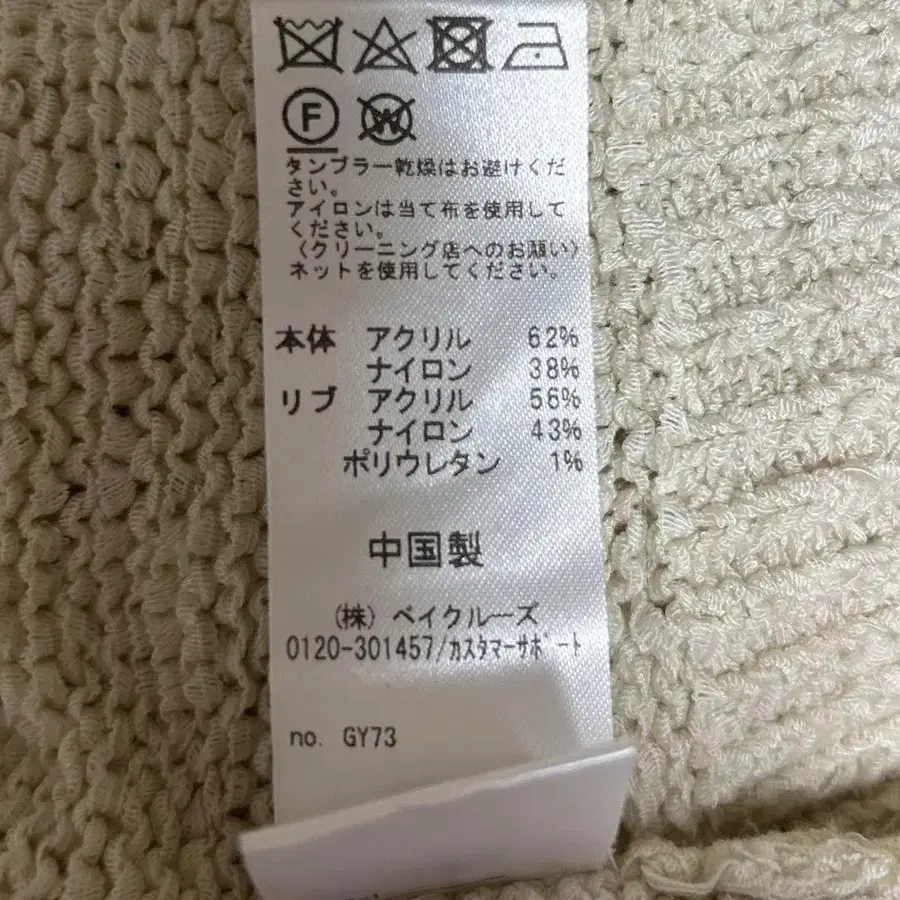 F W
タンブラー乾燥はお避けくだ
さい。
アイロンは当て布を使用して
ください。
(クリーニング店へのお願い)
ネットを使用してください。
本体 アクリル 62%
ナイロン 38%
リブ アクリル 56%
ナイロン 43%
ポリウレタン 1%
中国製
(株) ベイクルーズ
0120-301457/カスタマーサポート
no. GY73